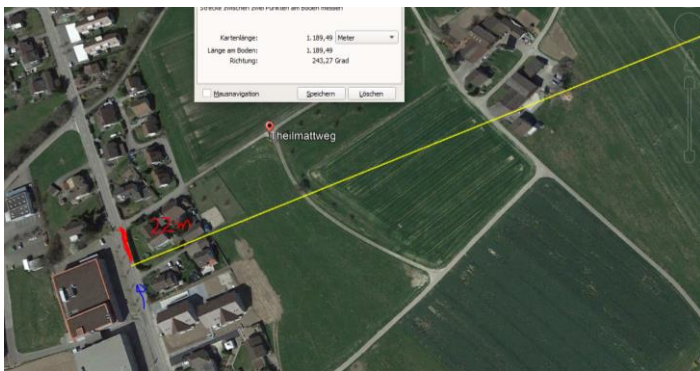 Strecke zwischen zwei Punkten am Boden messen
Kartenlänge: 1.189,49 Meter
Länge am Boden: 1.189,49
Richtung: 243,27 Grad
Mausnavigation Speichern Löschen
Theilmattweg
22m